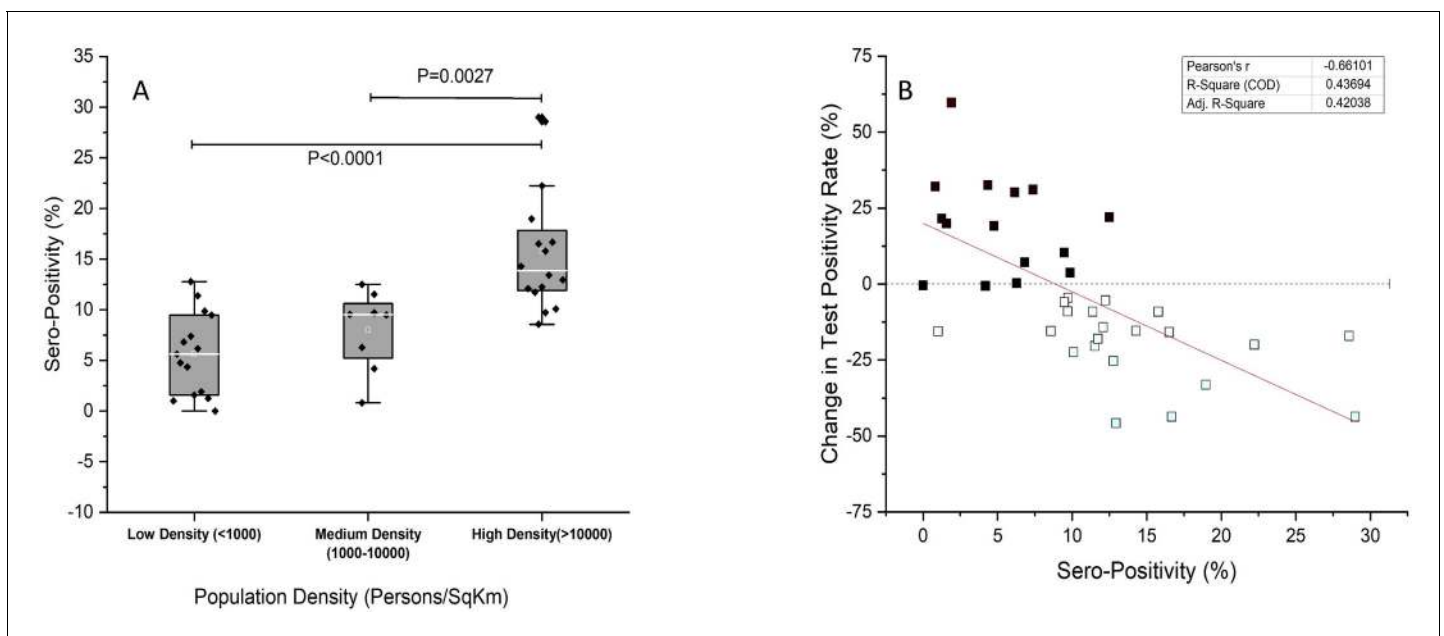 A
P=0.0027
P<0.0001
Sero-Positivity (%)
35
30
25
20
15
10
5
0
-5
-10
Low Density (<1000)
Medium Density
(1000-10000)
High Density(>10000)
Population Density (Persons/SqKm)
B
Pearson's r -0.66101
R-Square (COD) 0.43694
Adj. R-Square 0.42038
Change in Test Positivity Rate (%)
75
50
25
0
-25
-50
-75
0 5 10 15 20 25 30
Sero-Positivity (%)